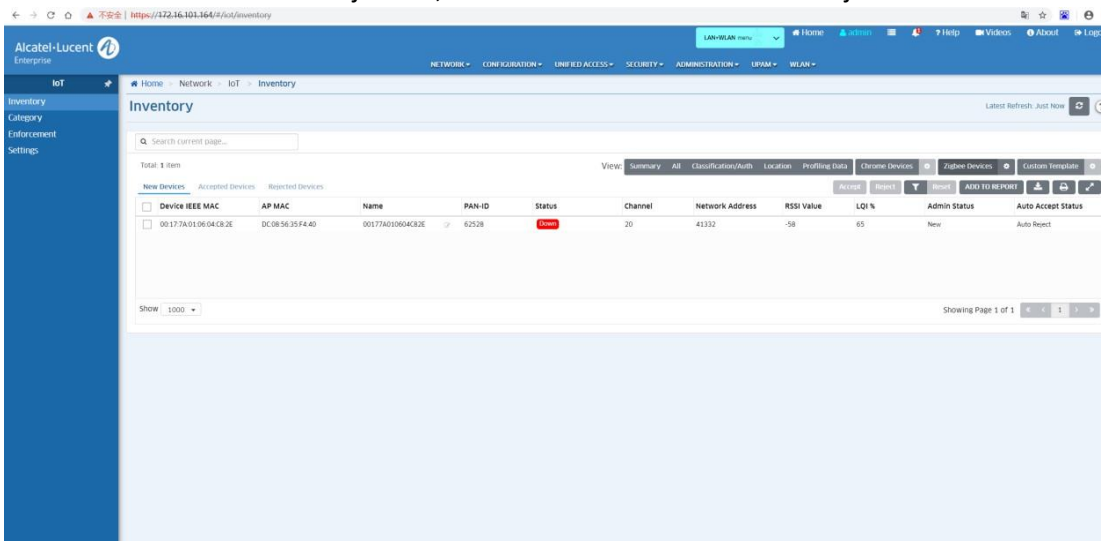 不安全 | https://172.16.101.164/#/iot/inventory
Alcatel·Lucent
Enterprise
LAN+WLAN menu Home admin ? Help Videos About
NETWORK CONFIGURATION UNIFIED ACCESS SECURITY ADMINISTRATION UPAM WLAN
IoT
Home > Network > IoT > Inventory
Inventory
Category
Enforcement
Settings
Inventory
Latest Refresh: Just Now
Search current page...
Total: 1 item
View: Summary All Classification/Auth Location Profiling Data Chrome Devices Zigbee Devices Custom Template
New Devices Accepted Devices Rejected Devices
Accept Reject Reset ADD TO REPORT
Device IEEE MAC AP MAC Name PAN-ID Status Channel Network Address RSSI Value LQI % Admin Status Auto Accept Status
00:17:7A:01:06:04:C8:2E DC:08:56:35:F4:40 00177A010604C82E 62528 Down 20 41332 -58 65 New Auto Reject
Show 1000
Showing Page 1 of 1
1